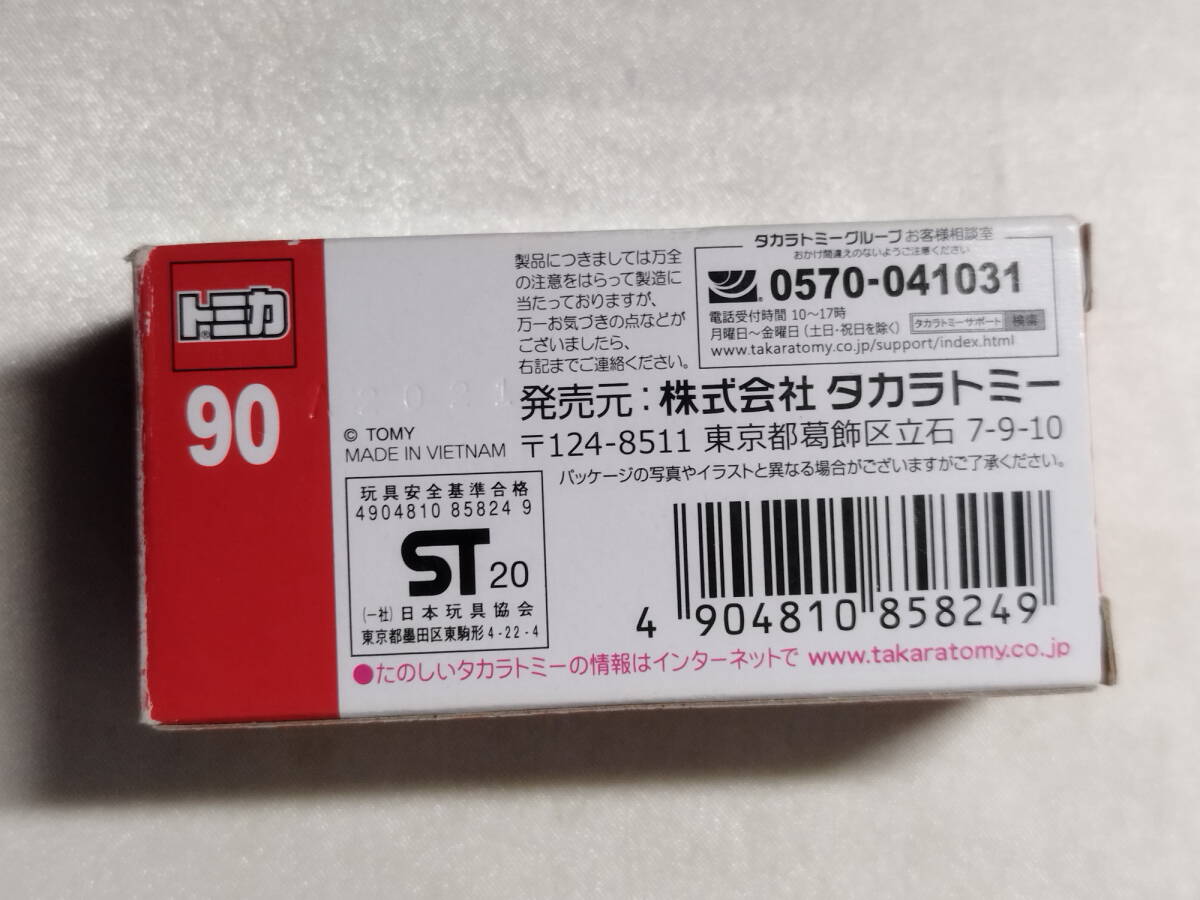 トミカ®
90
製品につきましては万全
の注意をはらって製造に
当たっておりますが、
万一お気づきの点などが
ございましたら、
右記までご連絡ください。
タカラトミーグループ お客様相談室
おかけ間違えのないようご注意ください
0570-041031
電話受付時間 10〜17時
月曜日〜金曜日 (土日・祝日を除く) タカラトミーサポート 検索
www.takaratomy.co.jp/support/index.html
2021
発売元 : 株式会社 タカラトミー
© TOMY
MADE IN VIETNAM
〒124-8511 東京都葛飾区立石 7-9-10
パッケージの写真やイラストと異なる場合がございますがご了承ください。
玩具安全基準合格
4904810 85824 9
ST 20
(一社)日本玩具協会
東京都墨田区東駒形4-22-4
4 904810 858249
●たのしいタカラトミーの情報はインターネットで www.takaratomy.co.jp